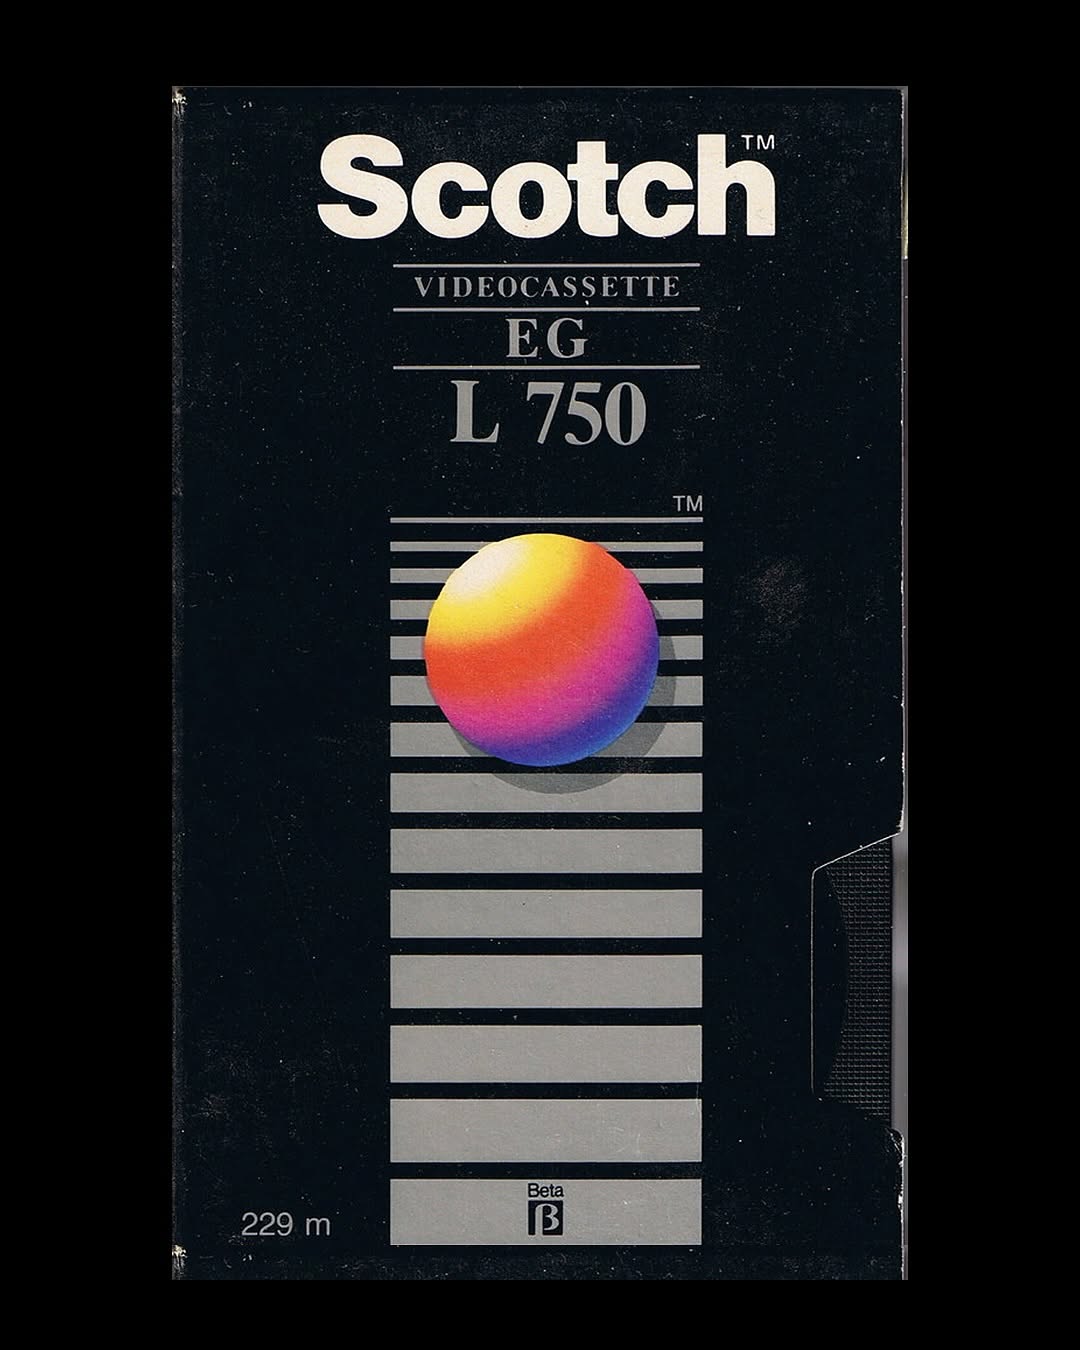 Scotch™
VIDEOCASSETTE
EG
L 750
TM
Beta
β
229 m